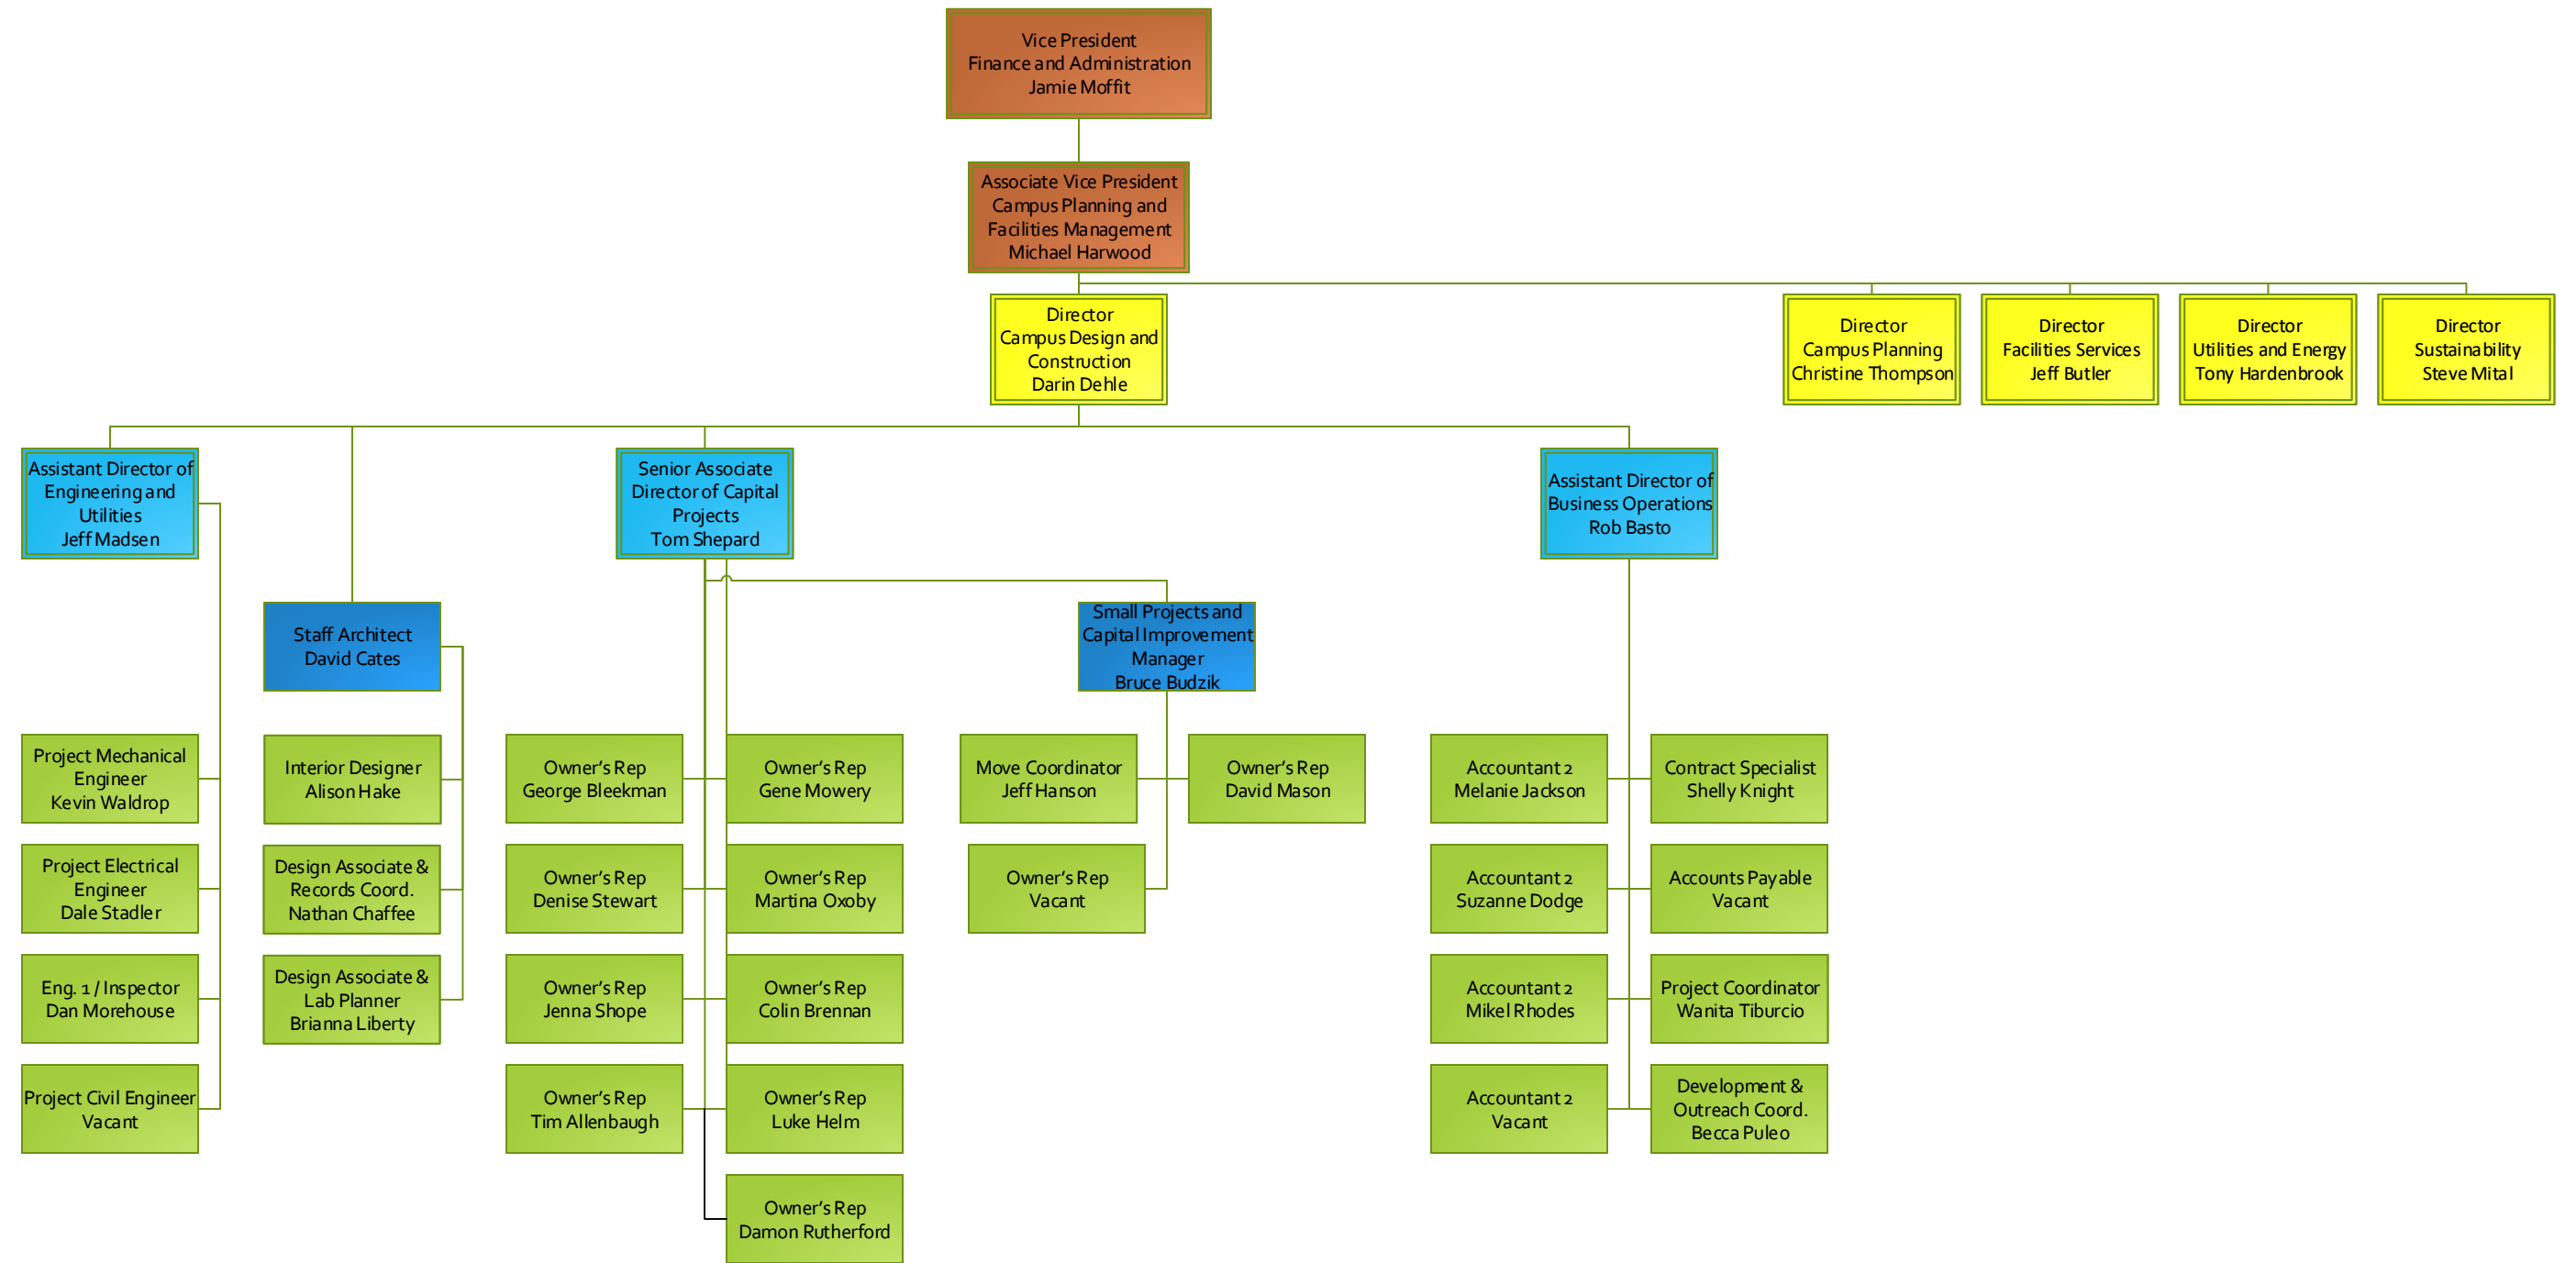 Vice President
Finance and Administration
Jamie Moffit
Associate Vice President
Campus Planning and
Facilities Management
Michael Harwood
Director
Campus Design and
Construction
Darin Dehle
Director
Campus Planning
Christine Thompson
Director
Facilities Services
Jeff Butler
Director
Utilities and Energy
Tony Hardenbrook
Director
Sustainability
Steve Mital
Assistant Director of
Engineering and
Utilities
Jeff Madsen
Senior Associate
Director of Capital
Projects
Tom Shepard
Assistant Director of
Business Operations
Rob Basto
Staff Architect
David Cates
Small Projects and
Capital Improvement
Manager
Bruce Budzik
Project Mechanical
Engineer
Kevin Waldrop
Interior Designer
Alison Hake
Owner’s Rep
George Bleekman
Owner’s Rep
Gene Mowery
Move Coordinator
Jeff Hanson
Owner’s Rep
David Mason
Accountant 2
Melanie Jackson
Contract Specialist
Shelly Knight
Project Electrical
Engineer
Dale Stadler
Design Associate &
Records Coord.
Nathan Chaffee
Owner’s Rep
Denise Stewart
Owner’s Rep
Martina Oxoby
Owner’s Rep
Vacant
Accountant 2
Suzanne Dodge
Accounts Payable
Vacant
Eng. 1 / Inspector
Dan Morehouse
Design Associate &
Lab Planner
Brianna Liberty
Owner’s Rep
Jenna Shope
Owner’s Rep
Colin Brennan
Accountant 2
Mikel Rhodes
Project Coordinator
Wanita Tiburcio
Project Civil Engineer
Vacant
Owner’s Rep
Tim Allenbaugh
Owner’s Rep
Luke Helm
Accountant 2
Vacant
Development &
Outreach Coord.
Becca Puleo
Owner’s Rep
Damon Rutherford